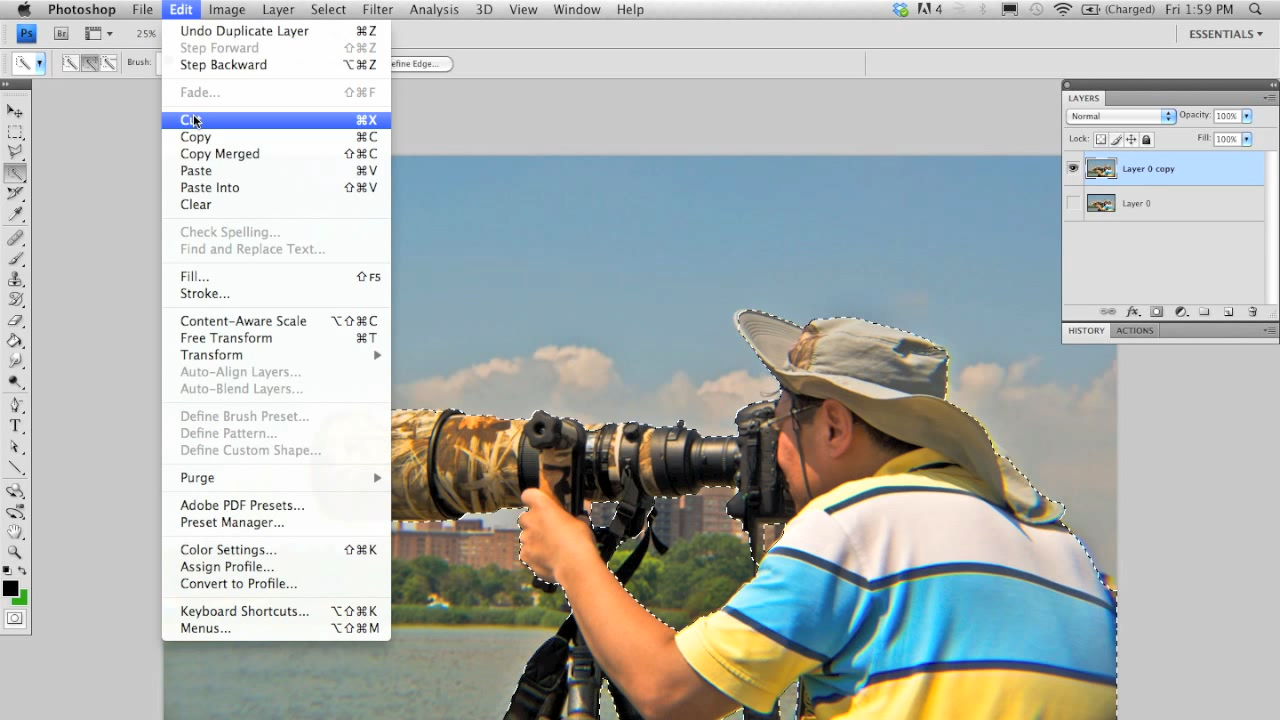 Photoshop File Edit Image Layer Select Filter Analysis 3D View Window Help 4 (Charged) Fri 1:59 PM
Ps Br 25% ESSENTIALS
Brush: efine Edge...
Undo Duplicate Layer ⌘Z
Step Forward ⇧⌘Z
Step Backward ⌥⌘Z
Fade... ⇧⌘F
Cut ⌘X
Copy ⌘C
Copy Merged ⇧⌘C
Paste ⌘V
Paste Into ⇧⌘V
Clear
Check Spelling...
Find and Replace Text...
Fill... ⇧F5
Stroke...
Content-Aware Scale ⌥⇧⌘C
Free Transform ⌘T
Transform
Auto-Align Layers...
Auto-Blend Layers...
Define Brush Preset...
Define Pattern...
Define Custom Shape...
Purge
Adobe PDF Presets...
Preset Manager...
Color Settings... ⇧⌘K
Assign Profile...
Convert to Profile...
Keyboard Shortcuts... ⌥⇧⌘K
Menus... ⌥⇧⌘M
LAYERS
Normal Opacity: 100%
Lock: Fill: 100%
Layer 0 copy
Layer 0
HISTORY ACTIONS